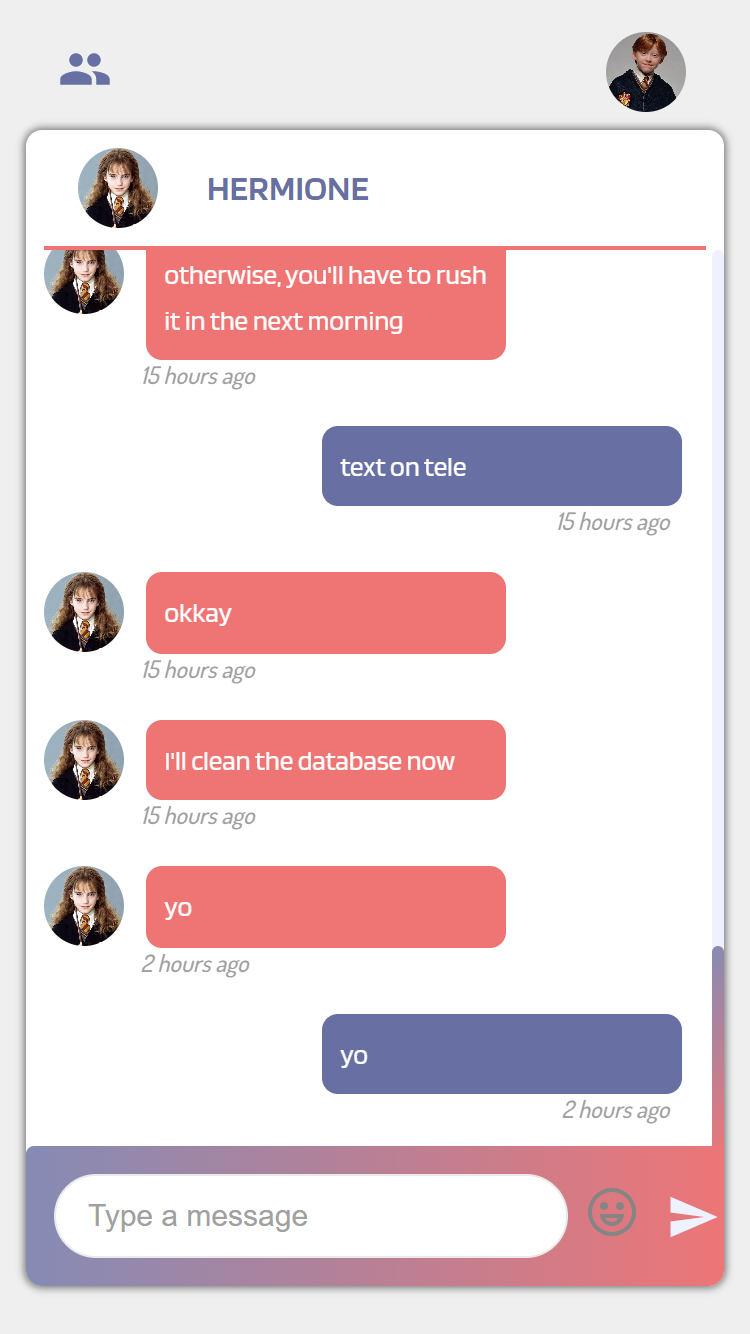 HERMIONE
otherwise, you'll have to rush
it in the next morning
15 hours ago
text on tele
15 hours ago
okkay
15 hours ago
I'll clean the database now
15 hours ago
yo
2 hours ago
yo
2 hours ago
Type a message